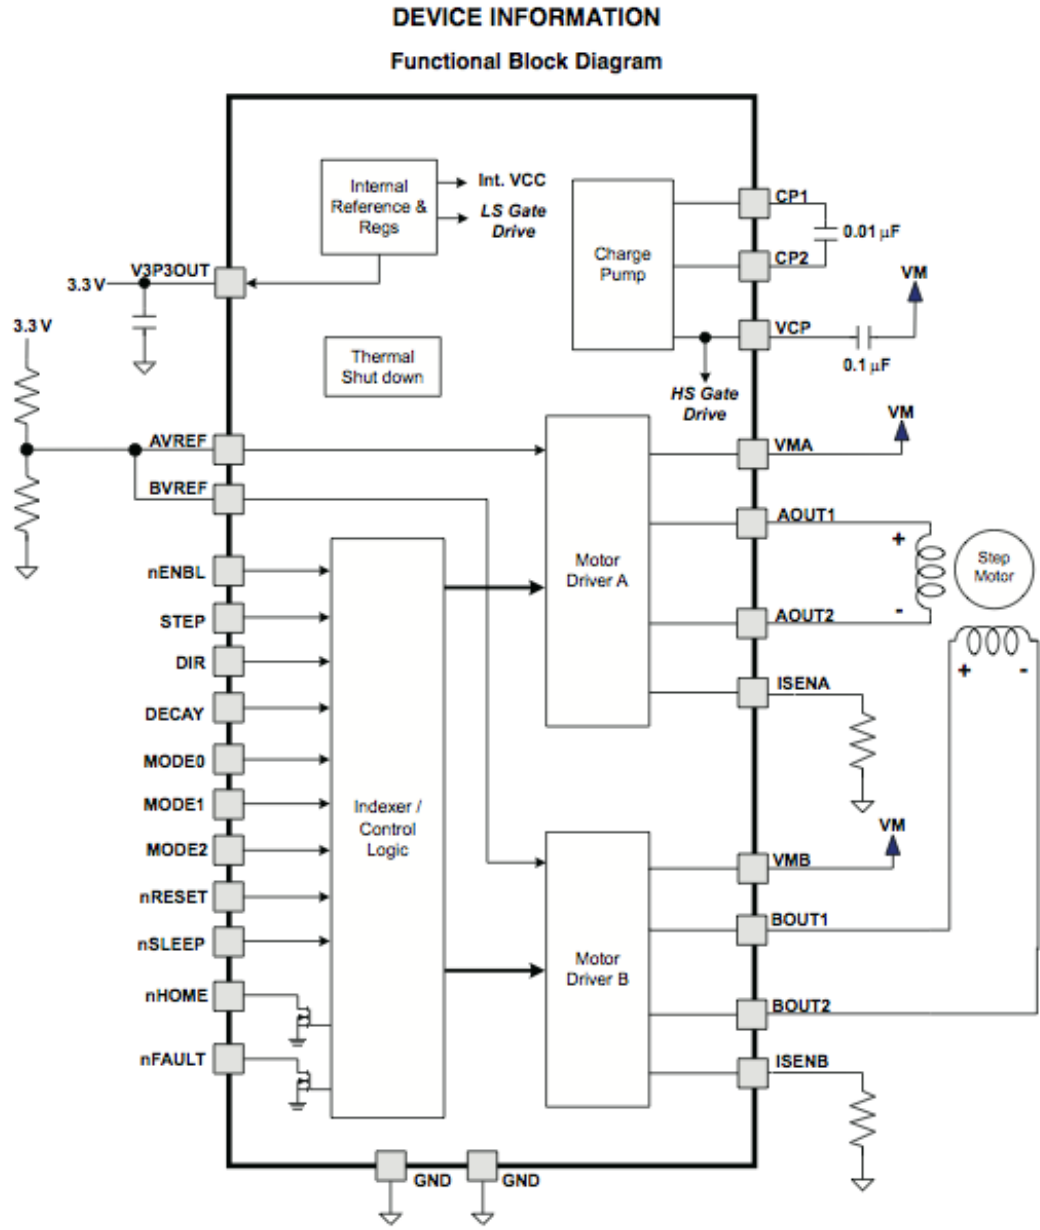 DEVICE INFORMATION
Functional Block Diagram
Internal
Reference &
Regs
Int. VCC
LS Gate
Drive
Charge
Pump
CP1
0.01 µF
CP2
VM
VCP
0.1 µF
HS Gate
Drive
V3P3OUT
3.3 V
3.3 V
Thermal
Shut down
AVREF
BVREF
nENBL
STEP
DIR
DECAY
MODE0
MODE1
MODE2
nRESET
nSLEEP
nHOME
nFAULT
Indexer /
Control
Logic
Motor
Driver A
VM
VMA
AOUT1
+
-
Step
Motor
AOUT2
+
-
ISENA
Motor
Driver B
VM
VMB
BOUT1
BOUT2
ISENB
GND
GND